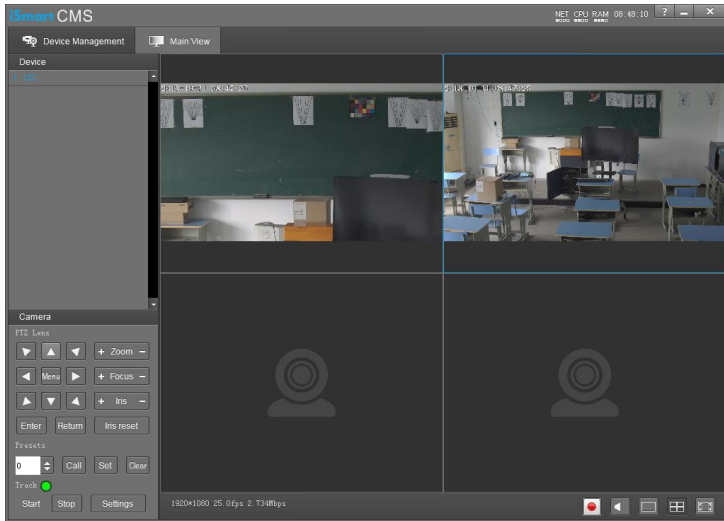 iSmart CMS
NET CPU RAM 08:48:10
Device Management
Main View
Device
Camera
PTZ Lens
+ Zoom −
Menu
+ Focus −
+ Iris −
Enter
Return
Iris reset
Presets
0
Call
Set
Clear
Track
Start
Stop
Settings
1920*1080 25.0fps 2.734Mbps